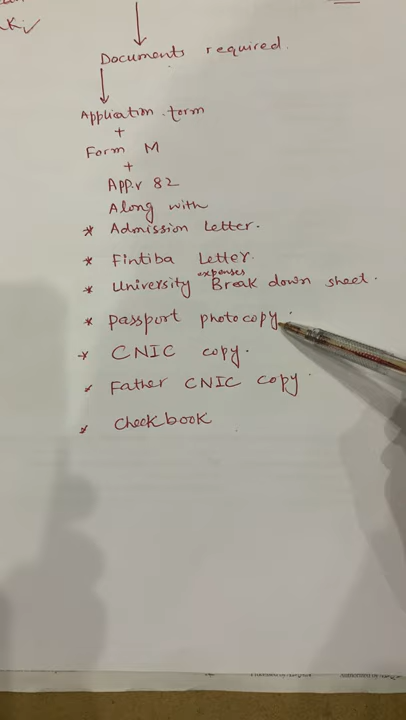 Ki✓
Documents required.
Application form
+
Form M
+
App.v 82
Along with
* Admission Letter.
* Fintiba Letter.
* University expenses Break down sheet.
* Passport photocopy.
* CNIC copy.
* Father CNIC copy.
* Checkbook